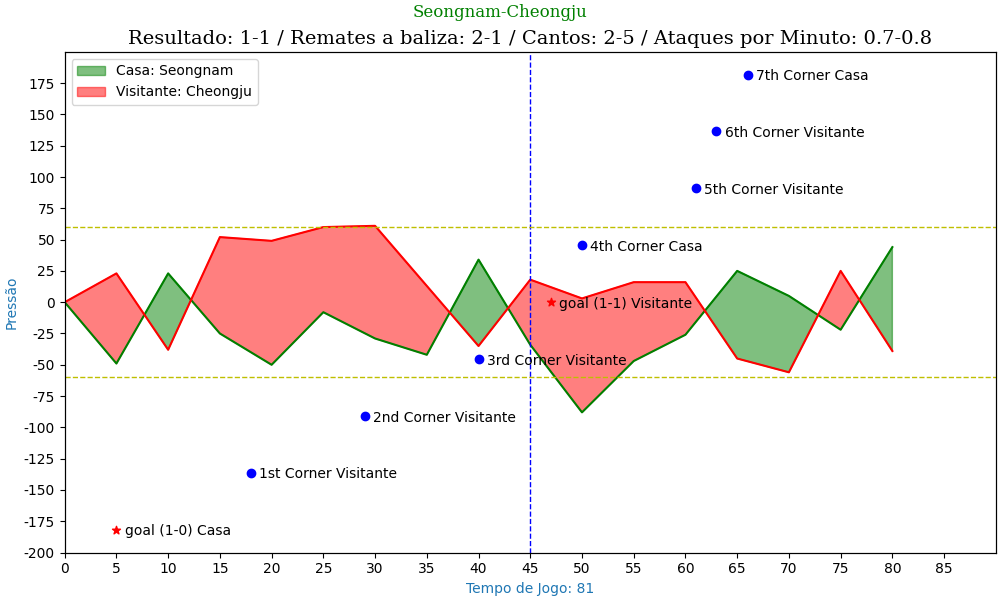 Seongnam-Cheongju
Resultado: 1-1 / Remates a baliza: 2-1 / Cantos: 2-5 / Ataques por Minuto: 0.7-0.8
Casa: Seongnam
Visitante: Cheongju
7th Corner Casa
6th Corner Visitante
5th Corner Visitante
4th Corner Casa
goal (1-1) Visitante
3rd Corner Visitante
2nd Corner Visitante
1st Corner Visitante
goal (1-0) Casa
Pressão
175
150
125
100
75
50
25
0
-25
-50
-75
-100
-125
-150
-175
-200
0 5 10 15 20 25 30 35 40 45 50 55 60 65 70 75 80 85
Tempo de Jogo: 81